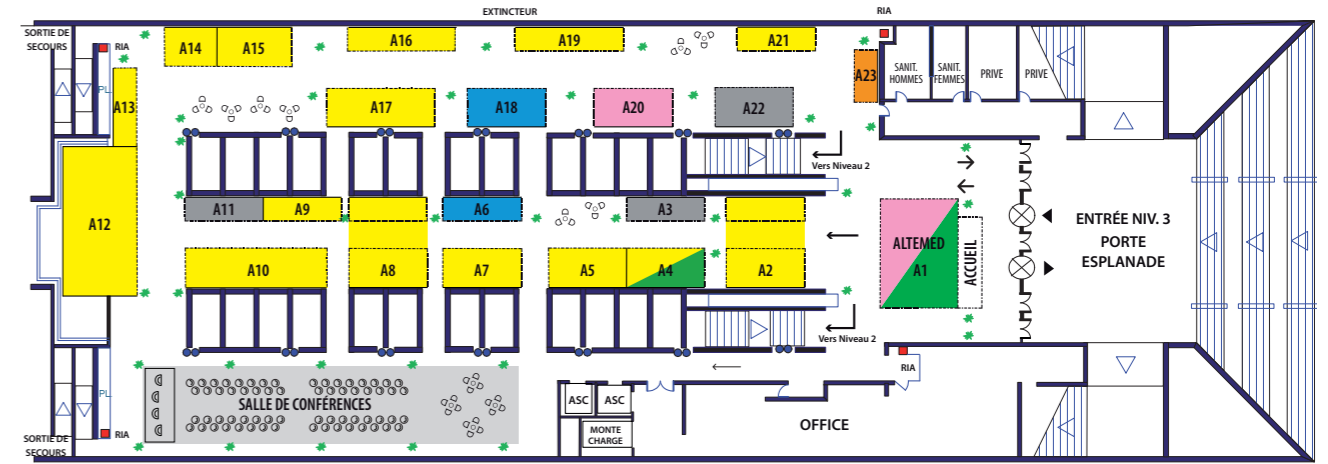 EXTINCTEUR
RIA
SORTIE DE
SECOURS
RIA
A14
A15
A16
A19
A21
A23
SANIT.
HOMMES
SANIT.
FEMMES
PRIVE
PRIVE
PL
A13
A17
A18
A20
A22
Vers Niveau 2
A12
A11
A9
A6
A3
ALTEMED
A1
ACCUEIL
ENTRÉE NIV. 3
PORTE
ESPLANADE
A10
A8
A7
A5
A4
A2
Vers Niveau 2
RIA
PL
SALLE DE CONFÉRENCES
ASC
ASC
MONTE
CHARGE
OFFICE
RIA
SORTIE DE
SECOURS